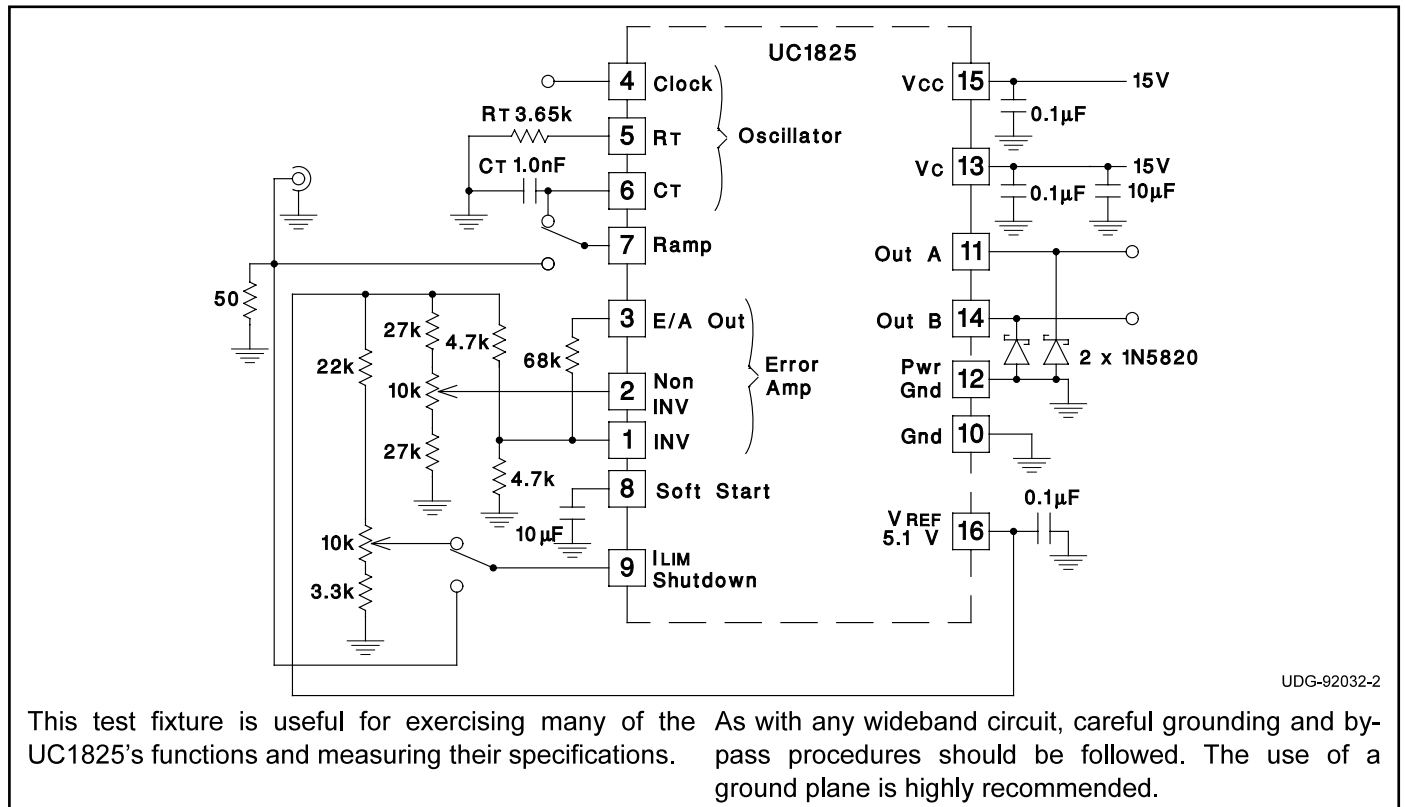 UC1825
4 Clock
VCC 15
15V
0.1µF
RT 3.65k
5 RT
Oscillator
CT 1.0nF
6 CT
VC 13
15V
0.1µF
10µF
7 Ramp
Out A 11
50
3 E/A Out
Out B 14
27k
4.7k
2 x 1N5820
22k
68k
Error
Amp
Pwr
Gnd
12
10k
2 Non
INV
Gnd 10
27k
1 INV
4.7k
8 Soft Start
0.1µF
10µF
VREF
5.1 V
16
10k
9 ILIM
Shutdown
3.3k
UDG-92032-2
This test fixture is useful for exercising many of the
UC1825's functions and measuring their specifications.
As with any wideband circuit, careful grounding and by-
pass procedures should be followed. The use of a
ground plane is highly recommended.